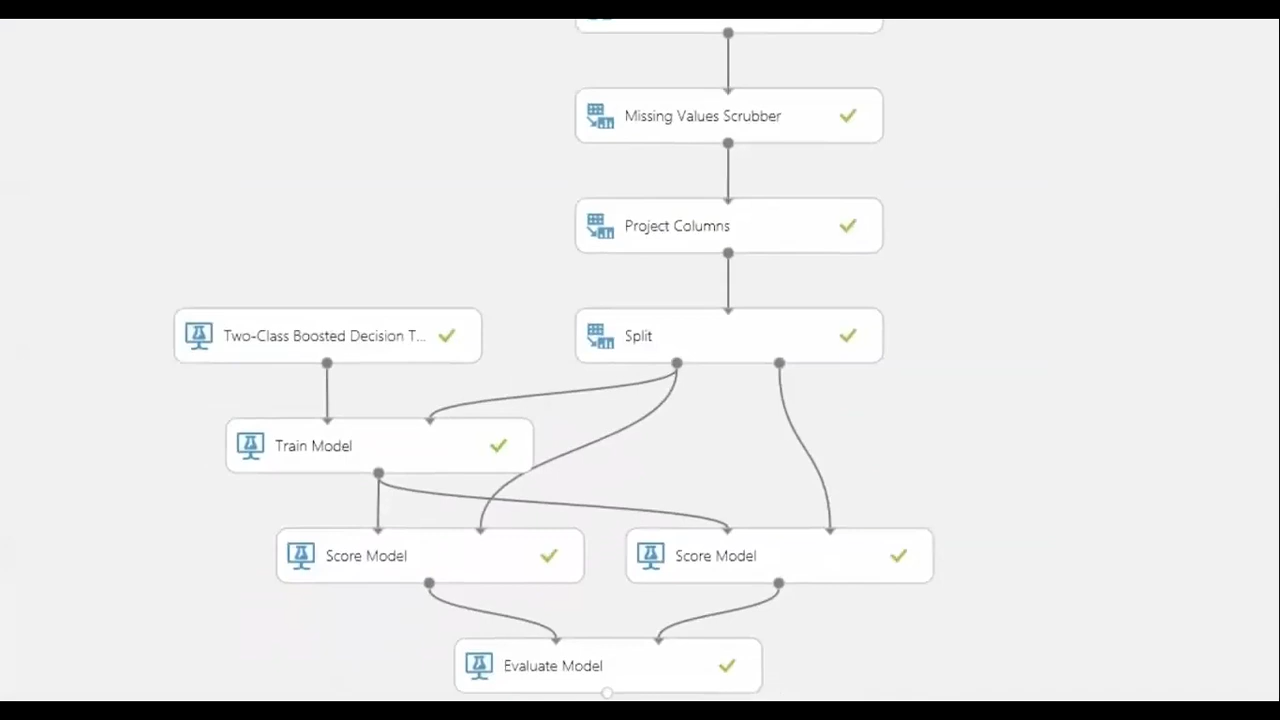 Missing Values Scrubber
Project Columns
Two-Class Boosted Decision T...
Split
Train Model
Score Model
Score Model
Evaluate Model